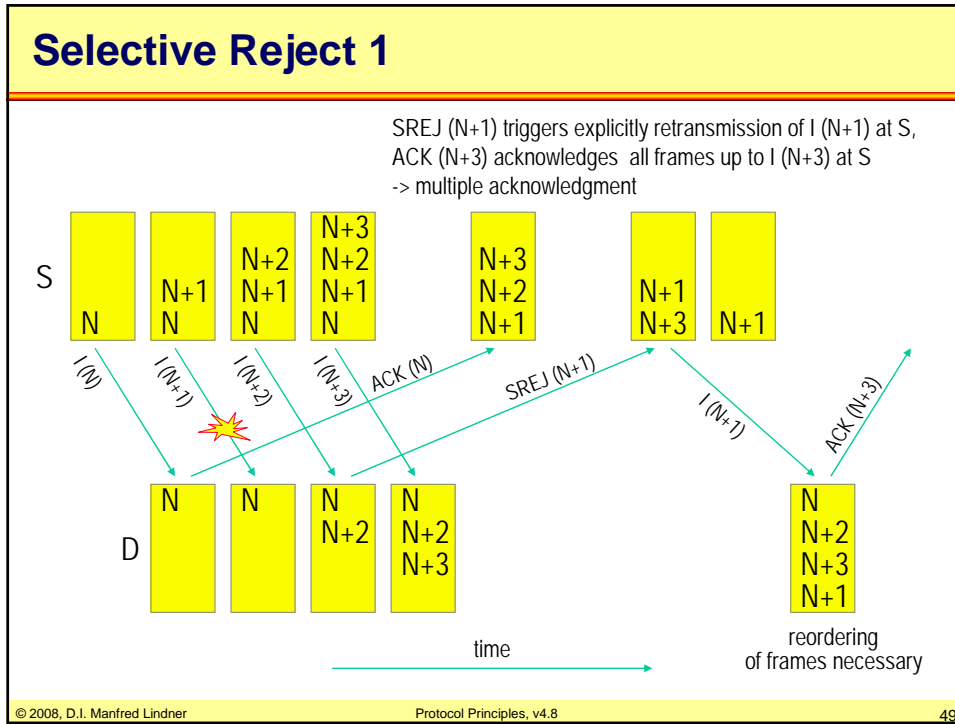 Selective Reject 1
SREJ (N+1) triggers explicitly retransmission of I (N+1) at S,
ACK (N+3) acknowledges all frames up to I (N+3) at S
-> multiple acknowledgment
S
N
N+1
N
N+2
N+1
N
N+3
N+2
N+1
N
N+3
N+2
N+1
N+1
N+3
N+1
I (N)
I (N+1)
I (N+2)
I (N+3)
ACK (N)
SREJ (N+1)
I (N+1)
ACK (N+3)
D
N
N
N
N+2
N
N+2
N+3
N
N+2
N+3
N+1
time
reordering
of frames necessary
© 2008, D.I. Manfred Lindner
Protocol Principles, v4.8
49